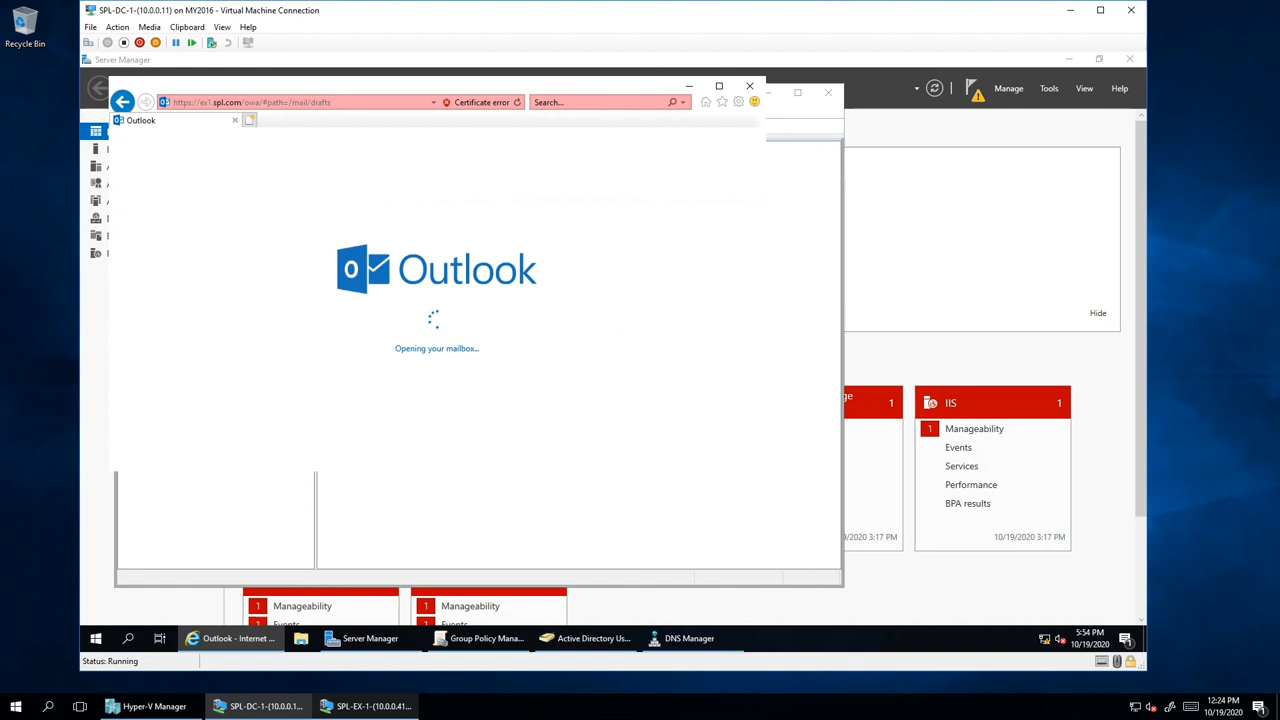 Recycle Bin
SPL-DC-1-(10.0.0.11) on MY2016 - Virtual Machine Connection
File Action Media Clipboard View Help
Server Manager
Manage Tools View Help
https://ex1.spl.com/owa/#path=/mail/drafts
Certificate error
Search...
Outlook
Outlook
Opening your mailbox...
Hide
1
IIS 1
1 Manageability
Events
Services
Performance
BPA results
10/19/2020 3:17 PM
10/19/2020 3:17 PM
1 Manageability
1 Manageability
Outlook - Internet ...
Server Manager
Group Policy Mana...
Active Directory Us...
DNS Manager
5:54 PM
10/19/2020
1
Status: Running
Hyper-V Manager
SPL-DC-1-(10.0.0.1...
SPL-EX-1-(10.0.0.41...
12:24 PM
10/19/2020
1